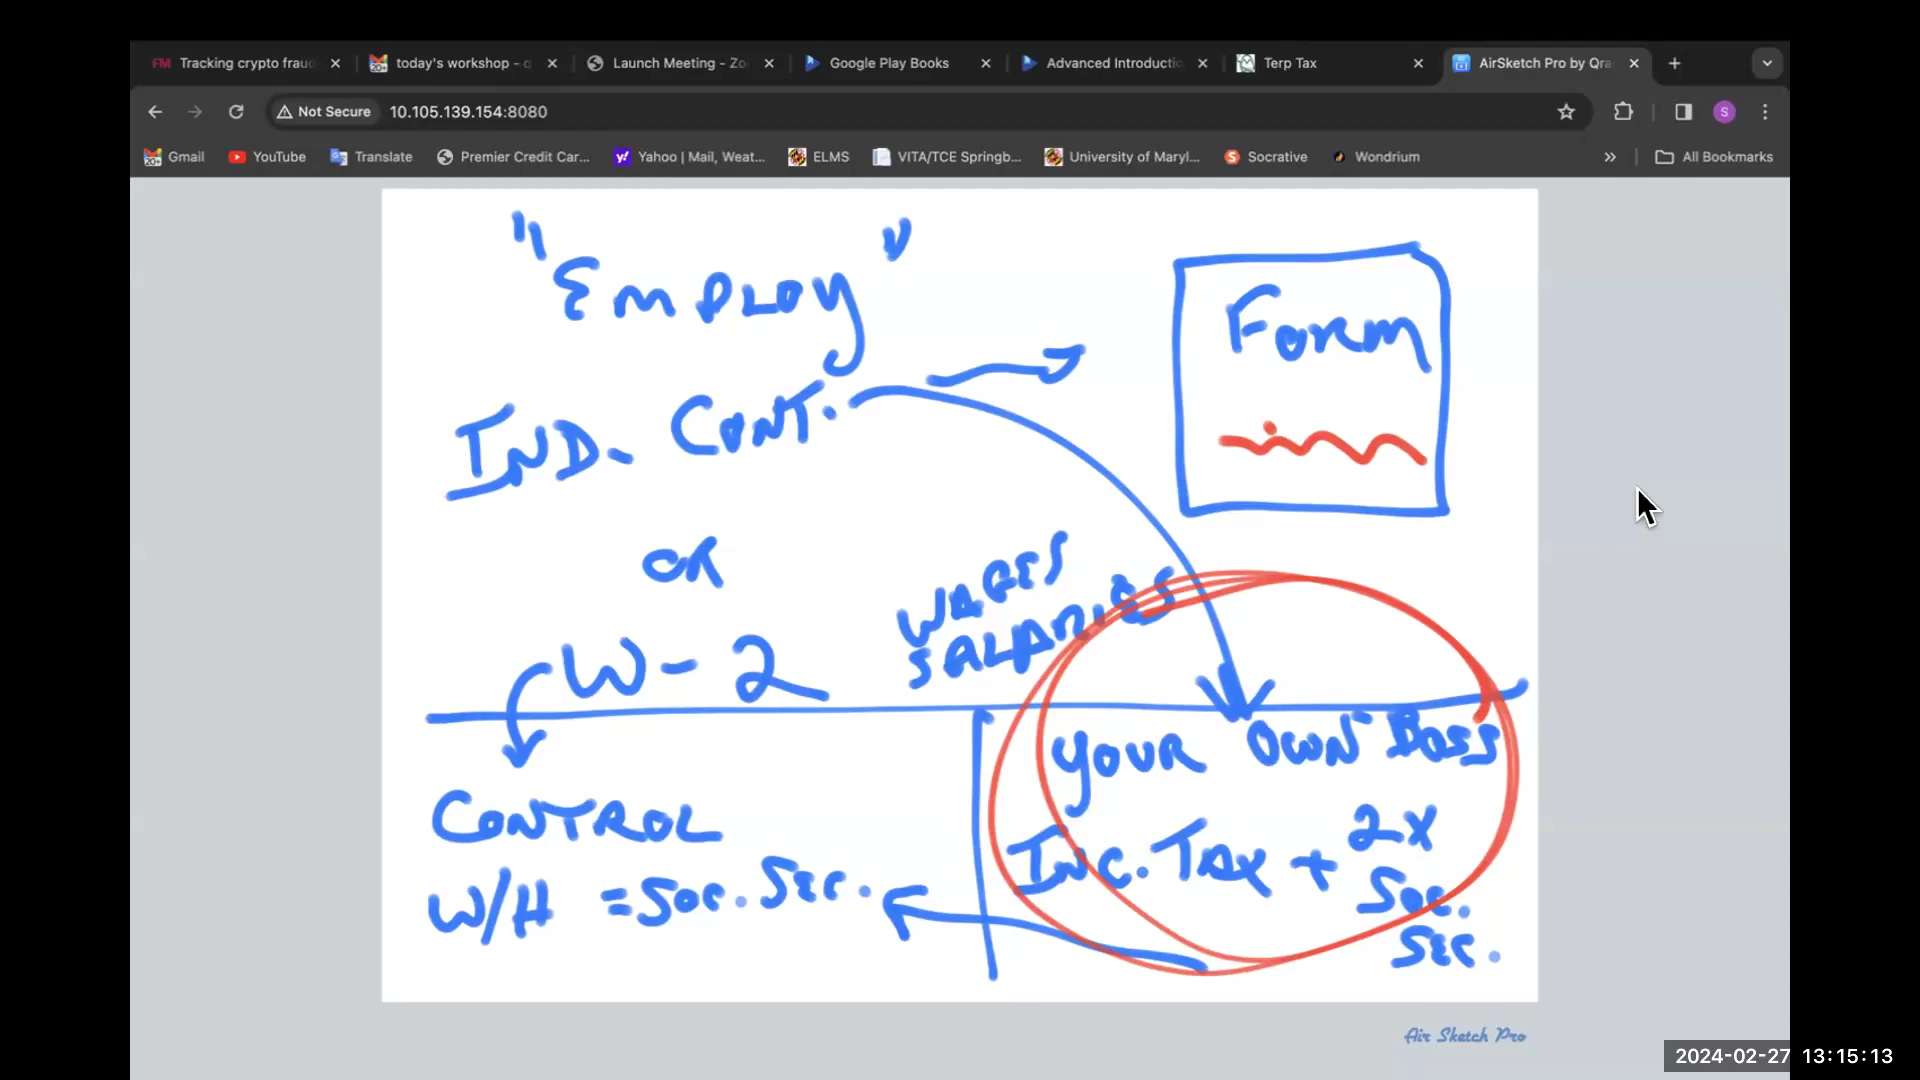 Tracking crypto frau
today's workshop - q
Launch Meeting - Zo
Google Play Books
Advanced Introductio
Terp Tax
AirSketch Pro by Qra
Not Secure
10.105.139.154:8080
S
Gmail
YouTube
Translate
Premier Credit Car...
Yahoo | Mail, Weat...
ELMS
VITA/TCE Springb...
University of Maryl...
Socrative
Wondrium
All Bookmarks
"EMPLOY"
FORM
IND. CONT.
OR
WAGES
SALARIES
W-2
YOUR OWN BOSS
CONTROL
INC. TAX + 2X
SOC.
SEC.
W/H = SOC. SEC.
Air Sketch Pro
2024-02-27 13:15:13